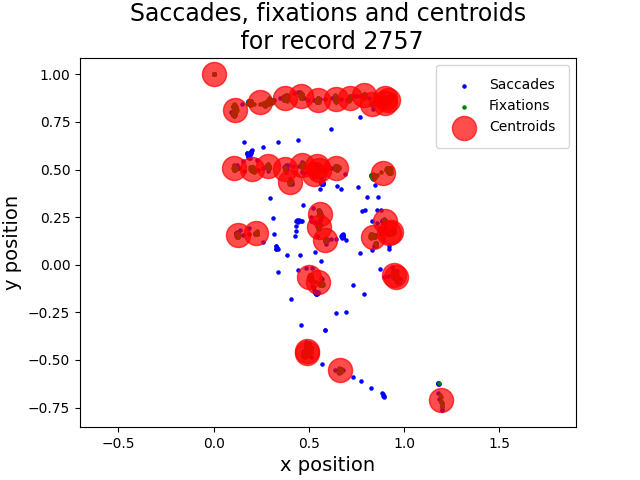 Saccades, fixations and centroids
for record 2757
Saccades
Fixations
Centroids
1.00
0.75
0.50
0.25
0.00
−0.25
−0.50
−0.75
y position
−0.5
0.0
0.5
1.0
1.5
x position